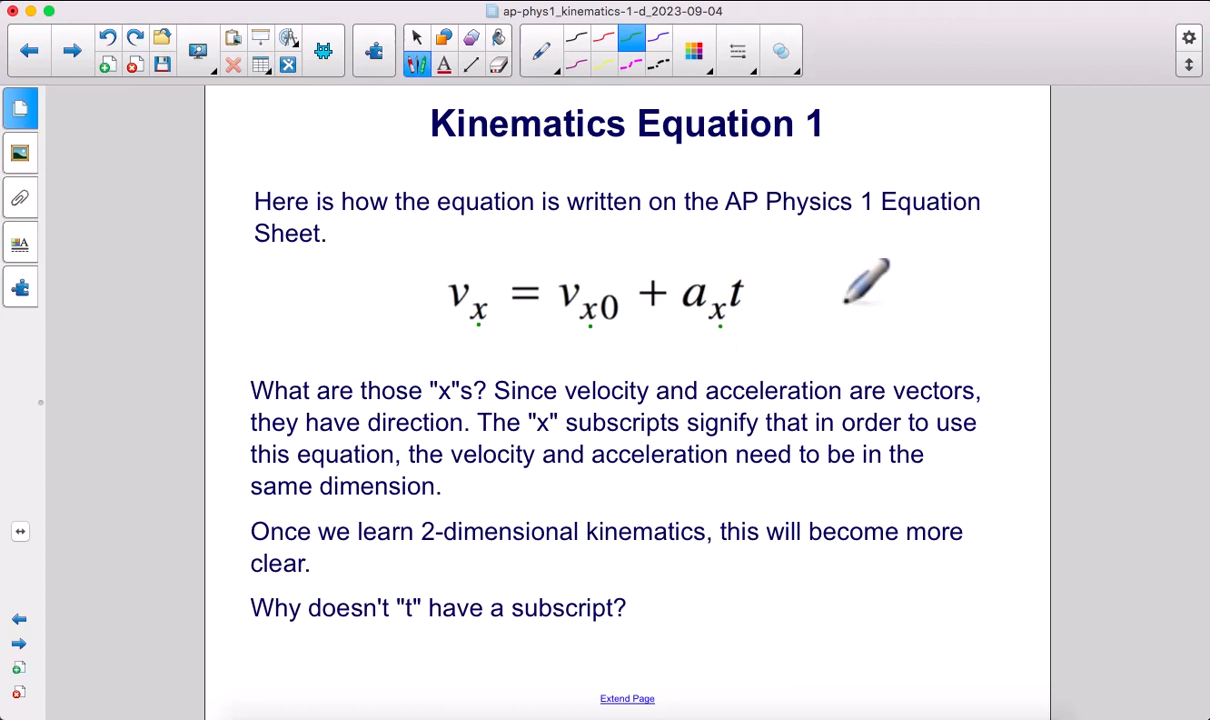 ap-phys1_kinematics-1-d_2023-09-04
Kinematics Equation 1
Here is how the equation is written on the AP Physics 1 Equation
Sheet.
vₓ = vₓ₀ + aₓt
What are those "x"s? Since velocity and acceleration are vectors,
they have direction. The "x" subscripts signify that in order to use
this equation, the velocity and acceleration need to be in the
same dimension.
Once we learn 2-dimensional kinematics, this will become more
clear.
Why doesn't "t" have a subscript?
Extend Page